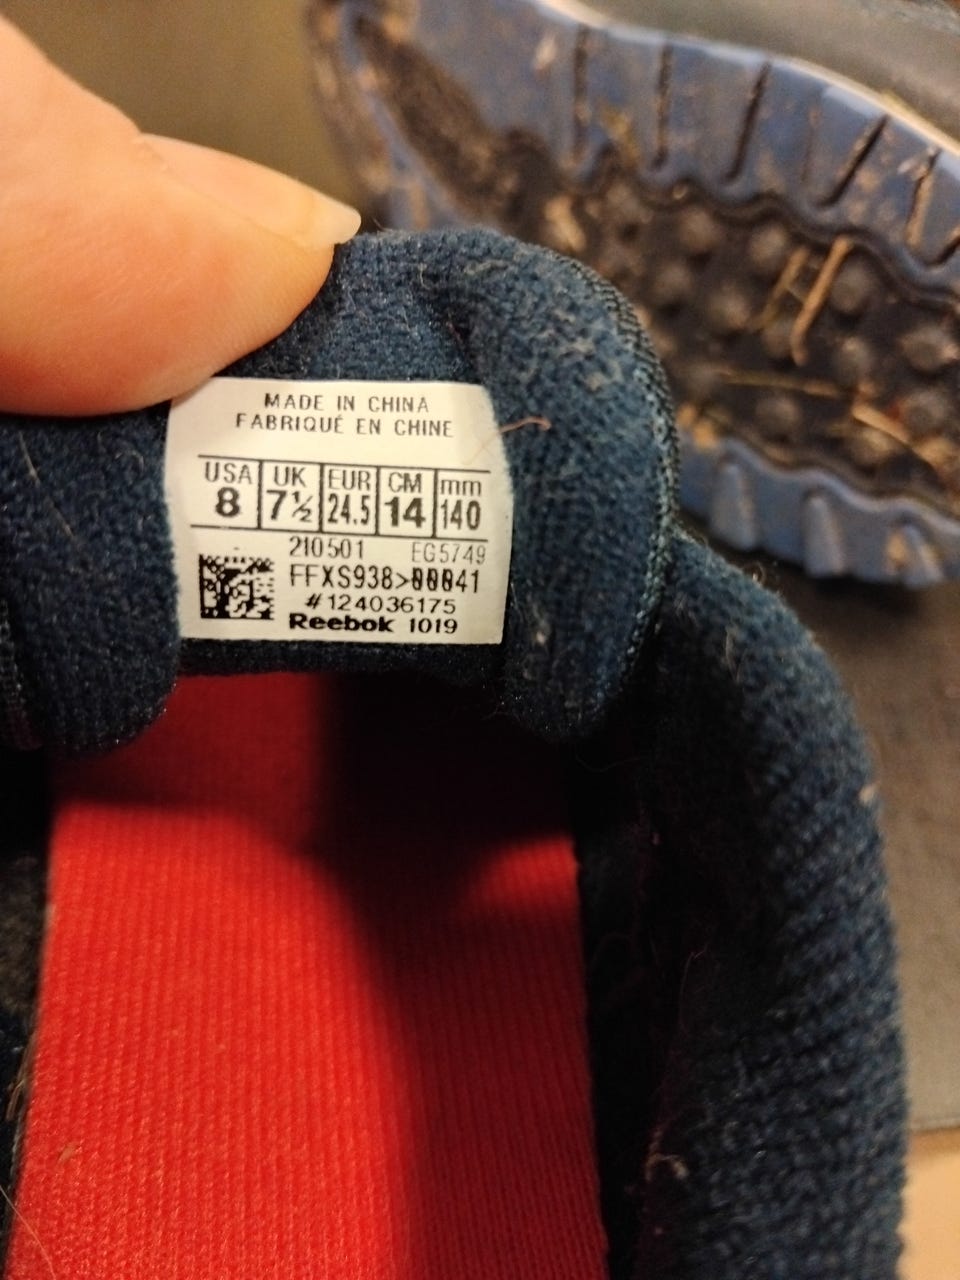 MADE IN CHINA
FABRIQUÉ EN CHINE
USA UK EUR CM mm
8 7½ 24.5 14 140
210501 EG5749
FFXS938>00041
#124036175
Reebok 1019